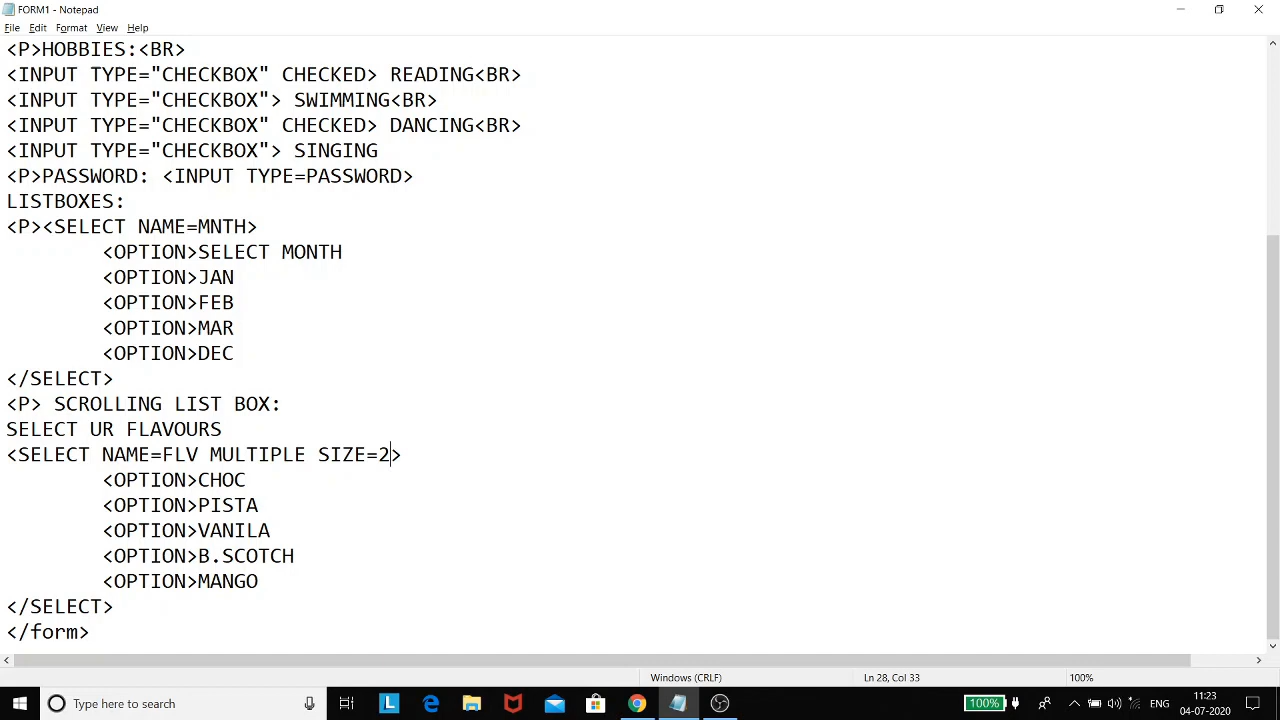 FORM1 - Notepad
File Edit Format View Help
<P>HOBBIES:<BR>
<INPUT TYPE="CHECKBOX" CHECKED> READING<BR>
<INPUT TYPE="CHECKBOX"> SWIMMING<BR>
<INPUT TYPE="CHECKBOX" CHECKED> DANCING<BR>
<INPUT TYPE="CHECKBOX"> SINGING
<P>PASSWORD: <INPUT TYPE=PASSWORD>
LISTBOXES:
<P><SELECT NAME=MNTH>
<OPTION>SELECT MONTH
<OPTION>JAN
<OPTION>FEB
<OPTION>MAR
<OPTION>DEC
</SELECT>
<P> SCROLLING LIST BOX:
SELECT UR FLAVOURS
<SELECT NAME=FLV MULTIPLE SIZE=2>
<OPTION>CHOC
<OPTION>PISTA
<OPTION>VANILA
<OPTION>B.SCOTCH
<OPTION>MANGO
</SELECT>
</form>
Windows (CRLF) Ln 28, Col 33 100%
Type here to search
100%
ENG
11:23
04-07-2020